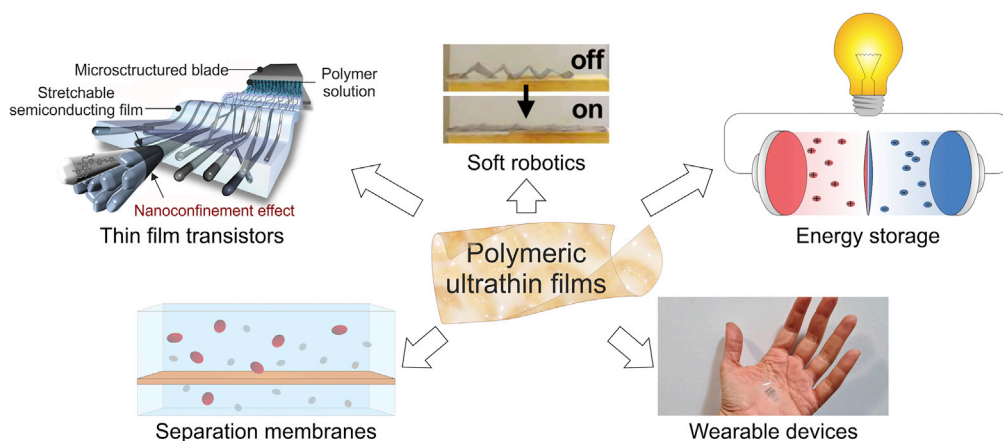 Microsctructured blade
Polymer
solution
Stretchable
semiconducting film
Nanoconfinement effect
Thin film transistors
off
on
Soft robotics
Energy storage
Polymeric
ultrathin films
Separation membranes
Wearable devices